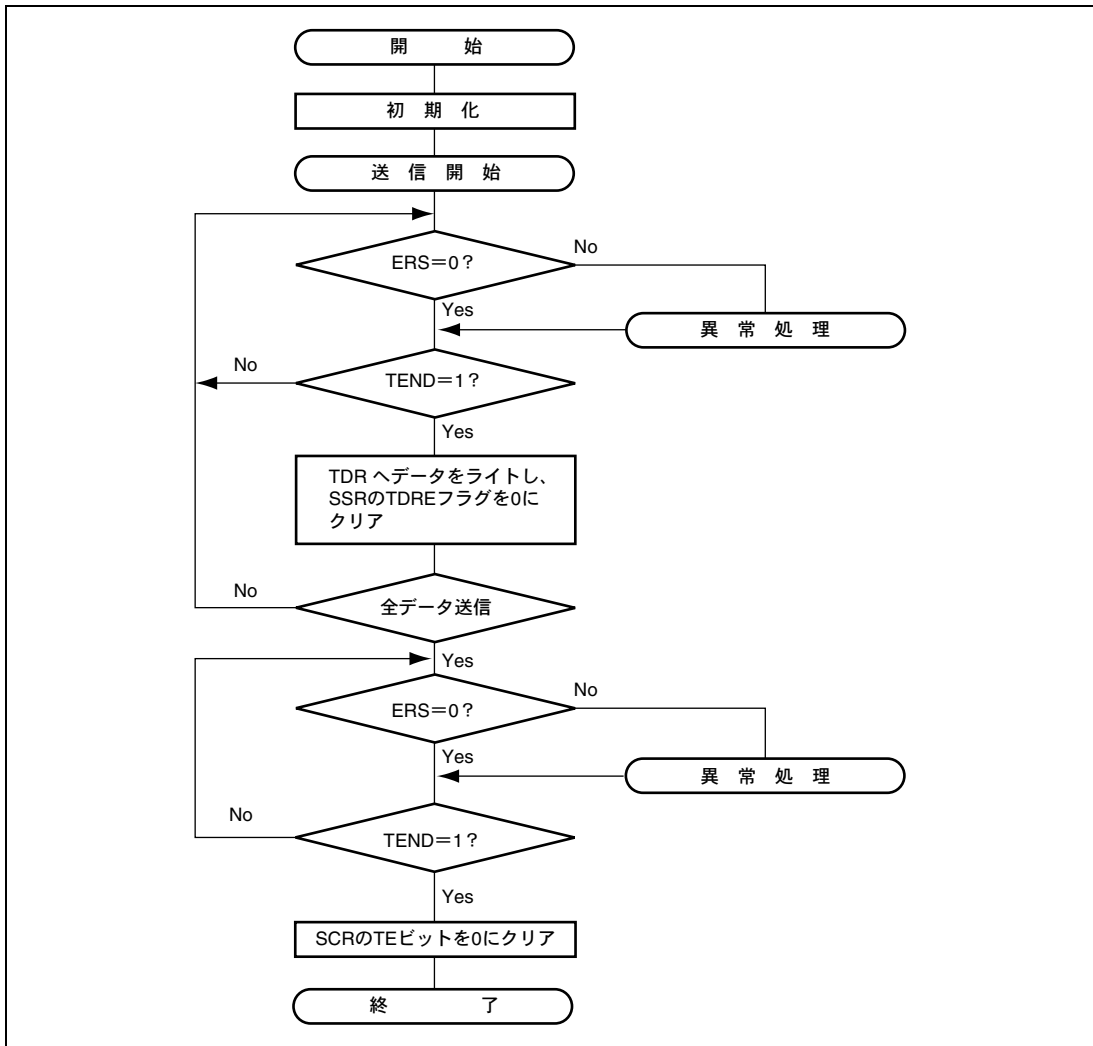 開 始
初 期 化
送 信 開 始
ERS＝0？
No
Yes
異 常 処 理
No
TEND＝1？
Yes
TDR へデータをライトし、
SSRのTDREフラグを0に
クリア
No
全データ送信
Yes
ERS＝0？
No
Yes
異 常 処 理
No
TEND＝1？
Yes
SCRのTEビットを0にクリア
終 了